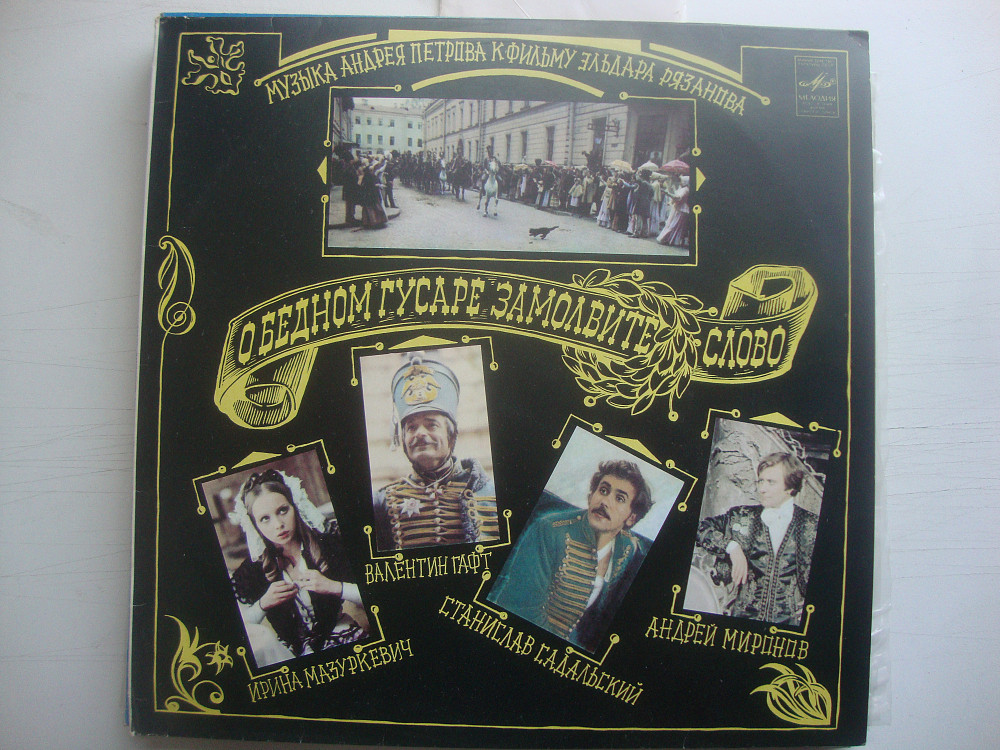 МУЗЫКА АНДРЕЯ ПЕТРОВА К ФИЛЬМУ ЭЛЬДАРА РЯЗАНОВА
МЕЛОДИЯ
О БЕДНОМ ГУСАРЕ ЗАМОЛВИТЕ СЛОВО
ВАЛЕНТИН ГАФТ
ИРИНА МАЗУРКЕВИЧ
СТАНИСЛАВ САДАЛЬСКИЙ
АНДРЕЙ МИРОНОВ